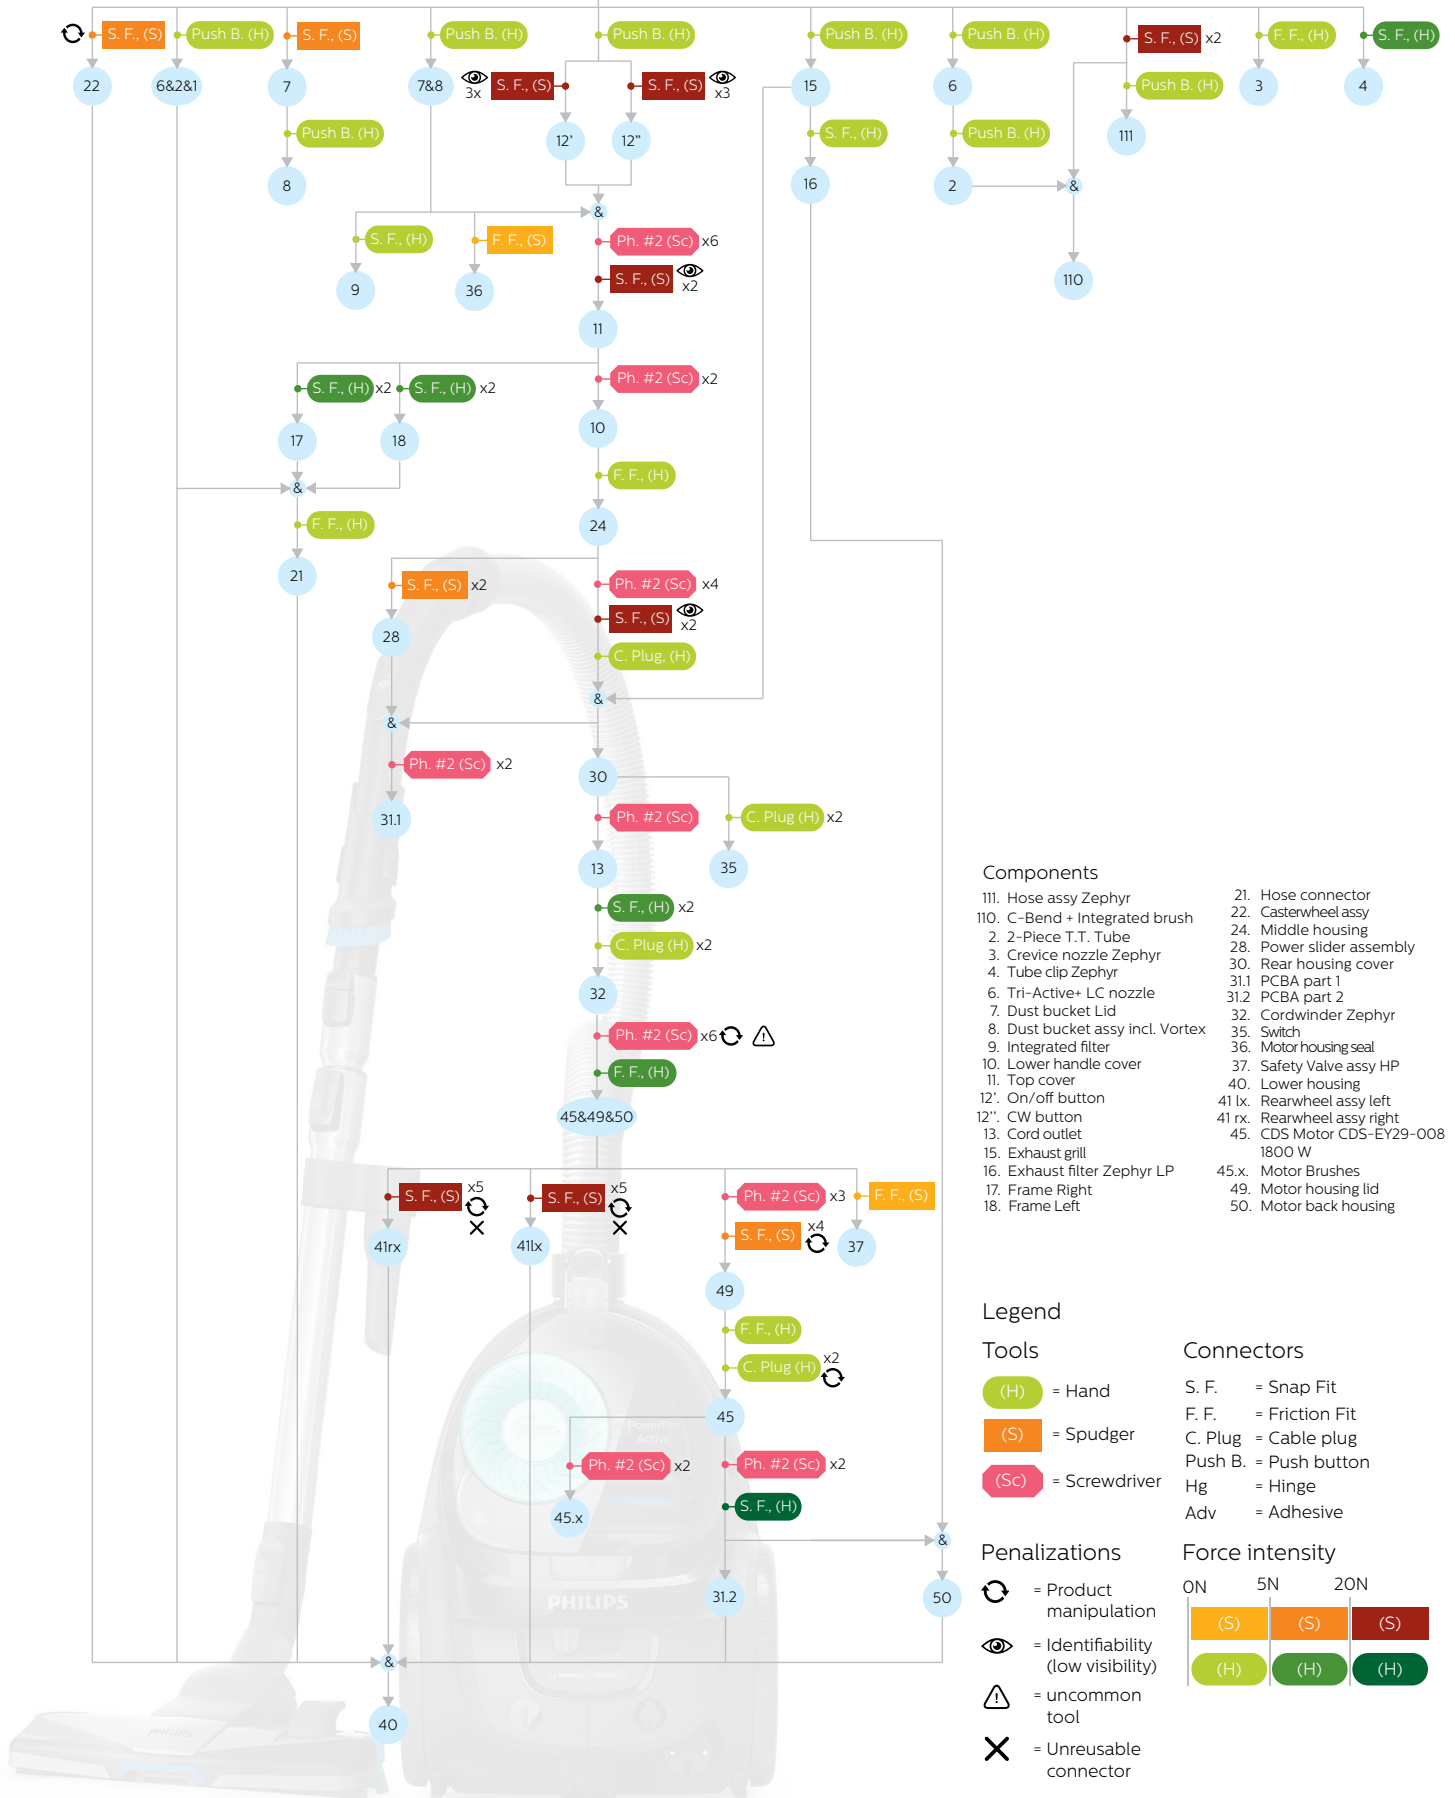 S. F., (S)
Push B. (H)
S. F., (S)
Push B. (H)
Push B. (H)
Push B. (H)
Push B. (H)
S. F., (S) x2
F. F., (H)
S. F., (H)
22
6&2&1
7
7&8
3x
S. F., (S)
S. F., (S)
x3
15
6
Push B. (H)
3
4
Push B. (H)
12'
12”
S. F., (H)
Push B. (H)
111
8
16
2
&
&
S. F., (H)
F. F., (S)
Ph. #2 (Sc) x6
S. F., (S)
x2
9
36
110
11
S. F., (H) x2
S. F., (H) x2
Ph. #2 (Sc) x2
17
18
10
&
F. F., (H)
F. F., (H)
24
21
S. F., (S) x2
Ph. #2 (Sc) x4
S. F., (S)
x2
28
C. Plug, (H)
&
&
Ph. #2 (Sc) x2
30
31.1
Ph. #2 (Sc)
C. Plug (H) x2
13
35
S. F., (H) x2
C. Plug (H) x2
32
Ph. #2 (Sc) x6
F. F., (H)
45&49&50
S. F., (S) x5
S. F., (S) x5
Ph. #2 (Sc) x3
F. F., (S)
S. F., (S) x4
41rx
41lx
37
49
F. F., (H)
C. Plug (H) x2
45
PowerPro
Active
Ph. #2 (Sc) x2
Ph. #2 (Sc) x2
45.x
S. F., (H)
&
31.2
50
PHILIPS
&
40
PHILIPS
Components
111. Hose assy Zephyr
110. C-Bend + Integrated brush
2. 2-Piece T.T. Tube
3. Crevice nozzle Zephyr
4. Tube clip Zephyr
6. Tri-Active+ LC nozzle
7. Dust bucket Lid
8. Dust bucket assy incl. Vortex
9. Integrated filter
10. Lower handle cover
11. Top cover
12'. On/off button
12''. CW button
13. Cord outlet
15. Exhaust grill
16. Exhaust filter Zephyr LP
17. Frame Right
18. Frame Left
21. Hose connector
22. Casterwheel assy
24. Middle housing
28. Power slider assembly
30. Rear housing cover
31.1 PCBA part 1
31.2 PCBA part 2
32. Cordwinder Zephyr
35. Switch
36. Motor housing seal
37. Safety Valve assy HP
40. Lower housing
41 lx. Rearwheel assy left
41 rx. Rearwheel assy right
45. CDS Motor CDS-EY29-008
1800 W
45.x. Motor Brushes
49. Motor housing lid
50. Motor back housing
Legend
Tools
(H) = Hand
(S) = Spudger
(Sc) = Screwdriver
Connectors
S. F. = Snap Fit
F. F. = Friction Fit
C. Plug = Cable plug
Push B. = Push button
Hg = Hinge
Adv = Adhesive
Penalizations
= Product
manipulation
= Identifiability
(low visibility)
= uncommon
tool
= Unreusable
connector
Force intensity
0N 5N 20N
(S) (S) (S)
(H) (H) (H)